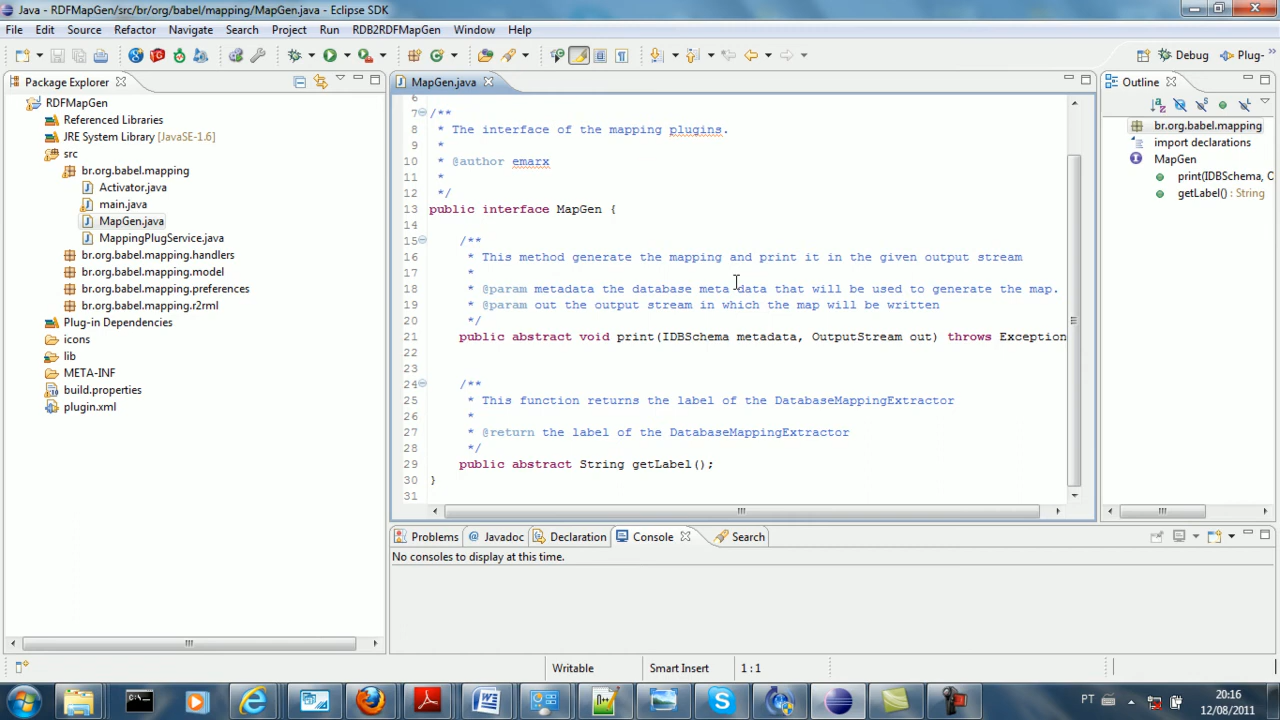 Java - RDFMapGen/src/br/org/babel/mapping/MapGen.java - Eclipse SDK
File Edit Source Refactor Navigate Search Project Run RDB2RDFMapGen Window Help
Debug Plug-
Package Explorer
RDFMapGen
Referenced Libraries
JRE System Library [JavaSE-1.6]
src
br.org.babel.mapping
Activator.java
main.java
MapGen.java
MappingPlugService.java
br.org.babel.mapping.handlers
br.org.babel.mapping.model
br.org.babel.mapping.preferences
br.org.babel.mapping.r2rml
Plug-in Dependencies
icons
lib
META-INF
build.properties
plugin.xml
MapGen.java
6
7 /**
8 * The interface of the mapping plugins.
9 *
10 * @author emarx
11 *
12 */
13 public interface MapGen {
14
15 /**
16 * This method generate the mapping and print it in the given output stream
17 *
18 * @param metadata the database meta data that will be used to generate the map.
19 * @param out the output stream in which the map will be written
20 */
21 public abstract void print(IDBSchema metadata, OutputStream out) throws Exception
22
23
24 /**
25 * This function returns the label of the DatabaseMappingExtractor
26 *
27 * @return the label of the DatabaseMappingExtractor
28 */
29 public abstract String getLabel();
30 }
31
Outline
br.org.babel.mapping
import declarations
MapGen
print(IDBSchema, O
getLabel() : String
Problems Javadoc Declaration Console Search
No consoles to display at this time.
Writable Smart Insert 1 : 1
PT
20:16
12/08/2011